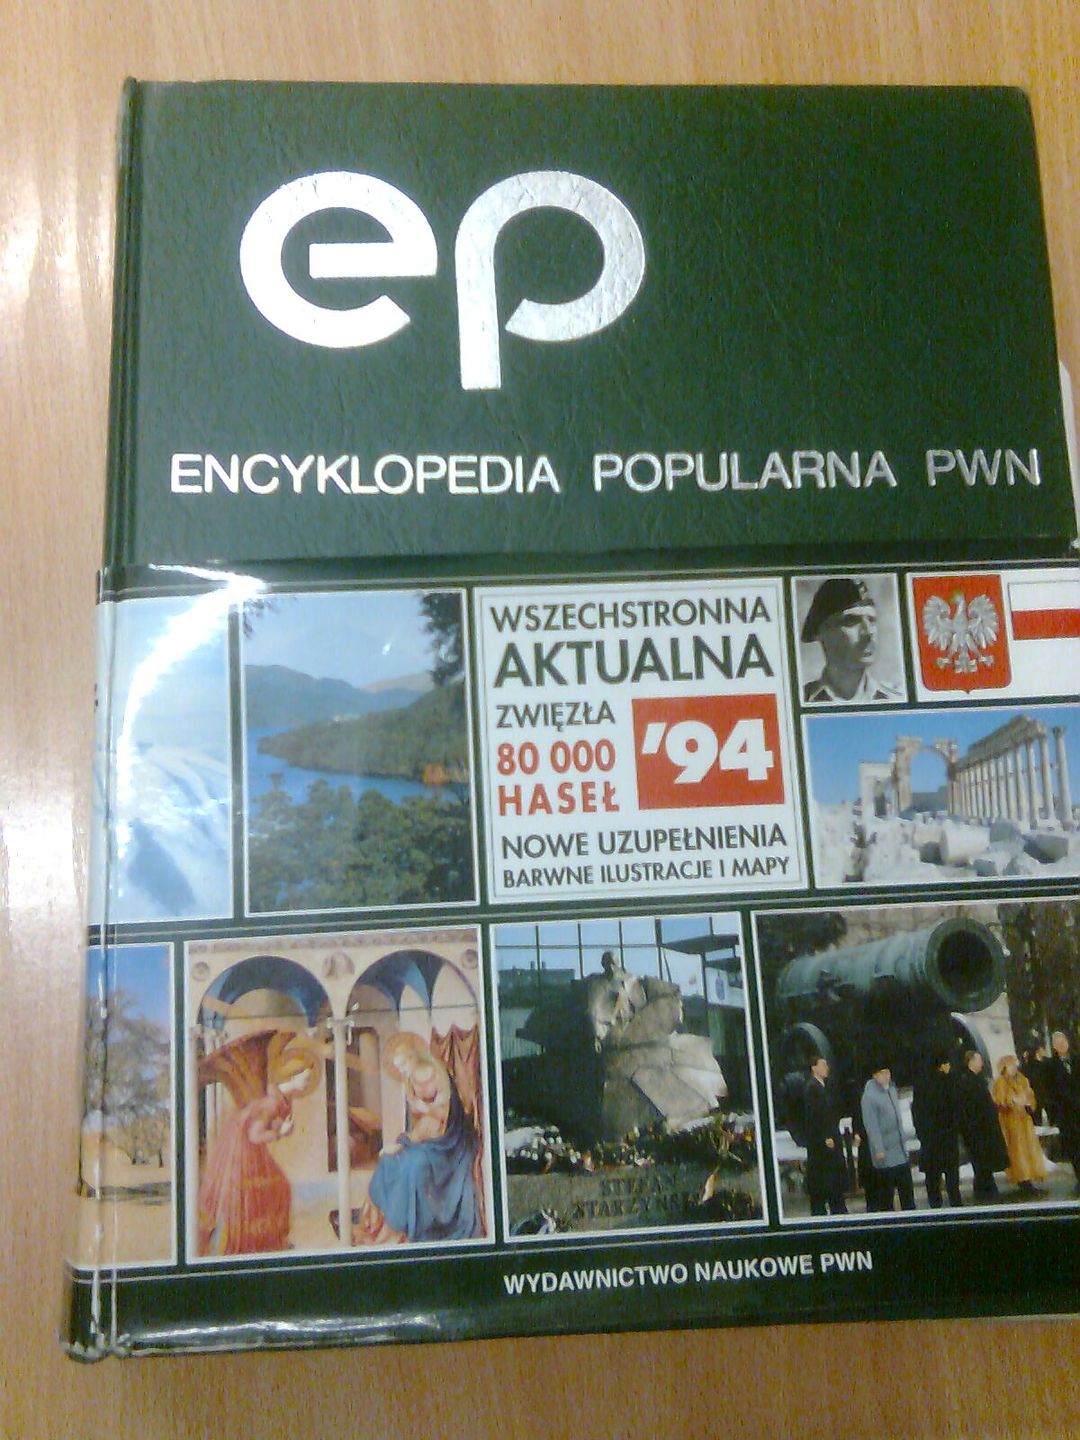 ep
ENCYKLOPEDIA POPULARNA PWN
WSZECHSTRONNA
AKTUALNA
ZWIĘZŁA
80 000
HASEŁ
'94
NOWE UZUPEŁNIENIA
BARWNE ILUSTRACJE I MAPY
STEFAN
STARZYŃSKI
WYDAWNICTWO NAUKOWE PWN